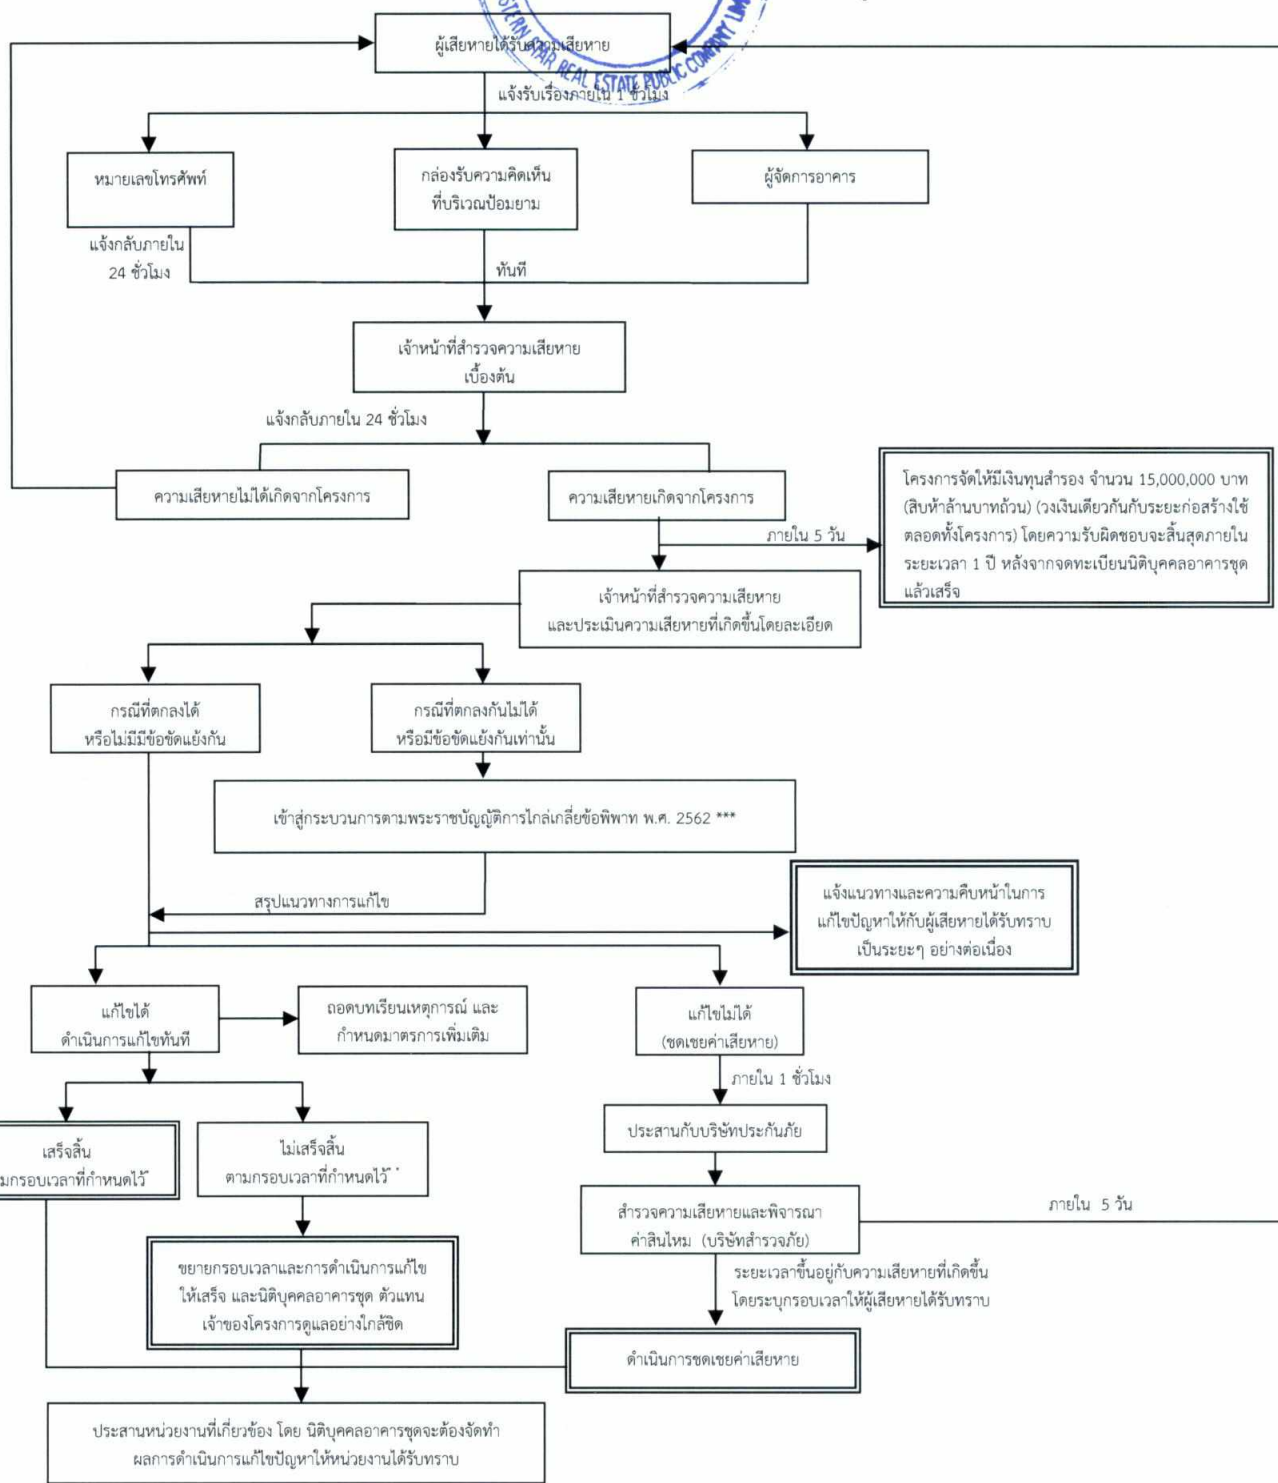 ผู้เสียหายได้รับความเสียหาย
STERN STAR REAL ESTATE PUBLIC COMPANY LIM
แจ้งรับเรื่องภายใน 1 ชั่วโมง
หมายเลขโทรศัพท์
กล่องรับความคิดเห็น
ที่บริเวณป้อมยาม
ผู้จัดการอาคาร
แจ้งกลับภายใน
24 ชั่วโมง
ทันที
เจ้าหน้าที่สำรวจความเสียหาย
เบื้องต้น
แจ้งกลับภายใน 24 ชั่วโมง
ความเสียหายไม่ได้เกิดจากโครงการ
ความเสียหายเกิดจากโครงการ
โครงการจัดให้มีเงินทุนสำรอง จำนวน 15,000,000 บาท
(สิบห้าล้านบาทถ้วน) (วงเงินเดียวกันกับระยะก่อสร้างใช้
ตลอดทั้งโครงการ) โดยความรับผิดชอบจะสิ้นสุดภายใน
ระยะเวลา 1 ปี หลังจากจดทะเบียนนิติบุคคลอาคารชุด
แล้วเสร็จ
ภายใน 5 วัน
เจ้าหน้าที่สำรวจความเสียหาย
และประเมินความเสียหายที่เกิดขึ้นโดยละเอียด
กรณีที่ตกลงได้
หรือไม่มีมีข้อขัดแย้งกัน
กรณีที่ตกลงกันไม่ได้
หรือมีข้อขัดแย้งกันเท่านั้น
เข้าสู่กระบวนการตามพระราชบัญญัติการไกล่เกลี่ยข้อพิพาท พ.ศ. 2562 ***
สรุปแนวทางการแก้ไข
แจ้งแนวทางและความคืบหน้าในการ
แก้ไขปัญหาให้กับผู้เสียหายได้รับทราบ
เป็นระยะๆ อย่างต่อเนื่อง
แก้ไขได้
ดำเนินการแก้ไขทันที
ถอดบทเรียนเหตุการณ์ และ
กำหนดมาตรการเพิ่มเติม
แก้ไขไม่ได้
(ชดเชยค่าเสียหาย)
ภายใน 1 ชั่วโมง
ประสานกับบริษัทประกันภัย
เสร็จสิ้น
ามกรอบเวลาที่กำหนดไว้*
ไม่เสร็จสิ้น
ตามกรอบเวลาที่กำหนดไว้**
สำรวจความเสียหายและพิจารณา
ค่าสินไหม (บริษัทสำรวจภัย)
ภายใน 5 วัน
ขยายกรอบเวลาและการดำเนินการแก้ไข
ให้เสร็จ และนิติบุคคลอาคารชุด ตัวแทน
เจ้าของโครงการดูแลอย่างใกล้ชิด
ระยะเวลาขึ้นอยู่กับความเสียหายที่เกิดขึ้น
โดยระบุกรอบเวลาให้ผู้เสียหายได้รับทราบ
ดำเนินการชดเชยค่าเสียหาย
ประสานหน่วยงานที่เกี่ยวข้อง โดย นิติบุคคลอาคารชุดจะต้องจัดทำ
ผลการดำเนินการแก้ไขปัญหาให้หน่วยงานได้รับทราบ